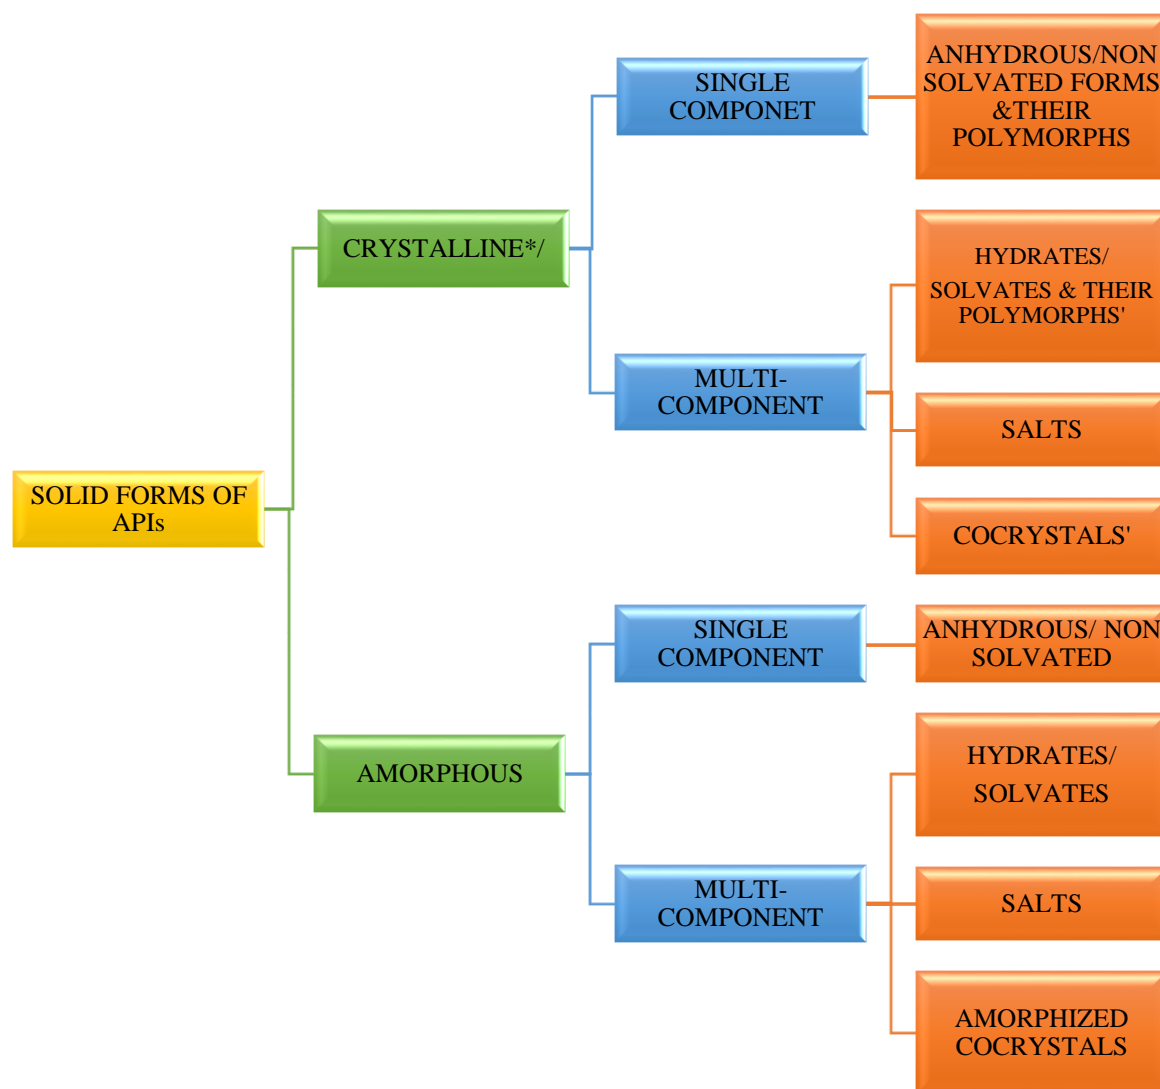 SOLID FORMS OF
APIs
CRYSTALLINE*/
SINGLE
COMPONET
ANHYDROUS/NON
SOLVATED FORMS
&THEIR
POLYMORPHS
MULTI-
COMPONENT
HYDRATES/
SOLVATES & THEIR
POLYMORPHS'
SALTS
COCRYSTALS'
AMORPHOUS
SINGLE
COMPONENT
ANHYDROUS/ NON
SOLVATED
MULTI-
COMPONENT
HYDRATES/
SOLVATES
SALTS
AMORPHIZED
COCRYSTALS